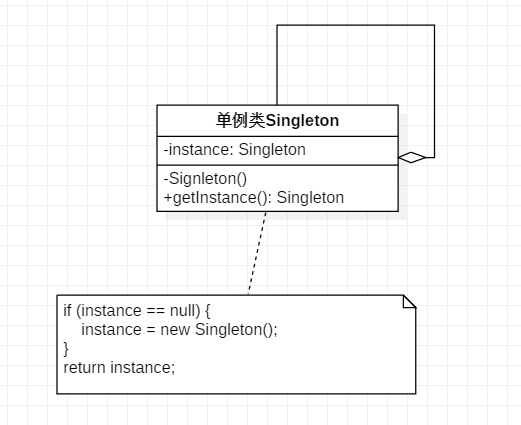 单例类Singleton
-instance: Singleton
-Signleton()
+getInstance(): Singleton
if (instance == null) {
    instance = new Singleton();
}
return instance;